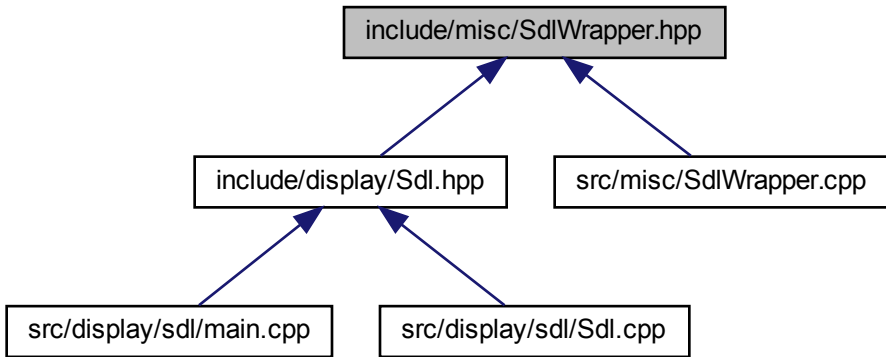 include/misc/SdlWrapper.hpp
include/display/Sdl.hpp
src/misc/SdlWrapper.cpp
src/display/sdl/main.cpp
src/display/sdl/Sdl.cpp